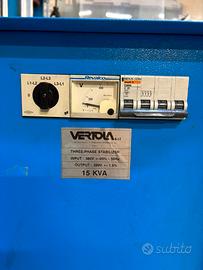 L2-L3
L1-L2
L3-L1
Revalco
V
VERTOLA s.r.l.
THREE-PHASE STABILIZER
INPUT : 380V +-20% - 50Hz
OUTPUT : 380V +-1.5%
15 KVA
subito